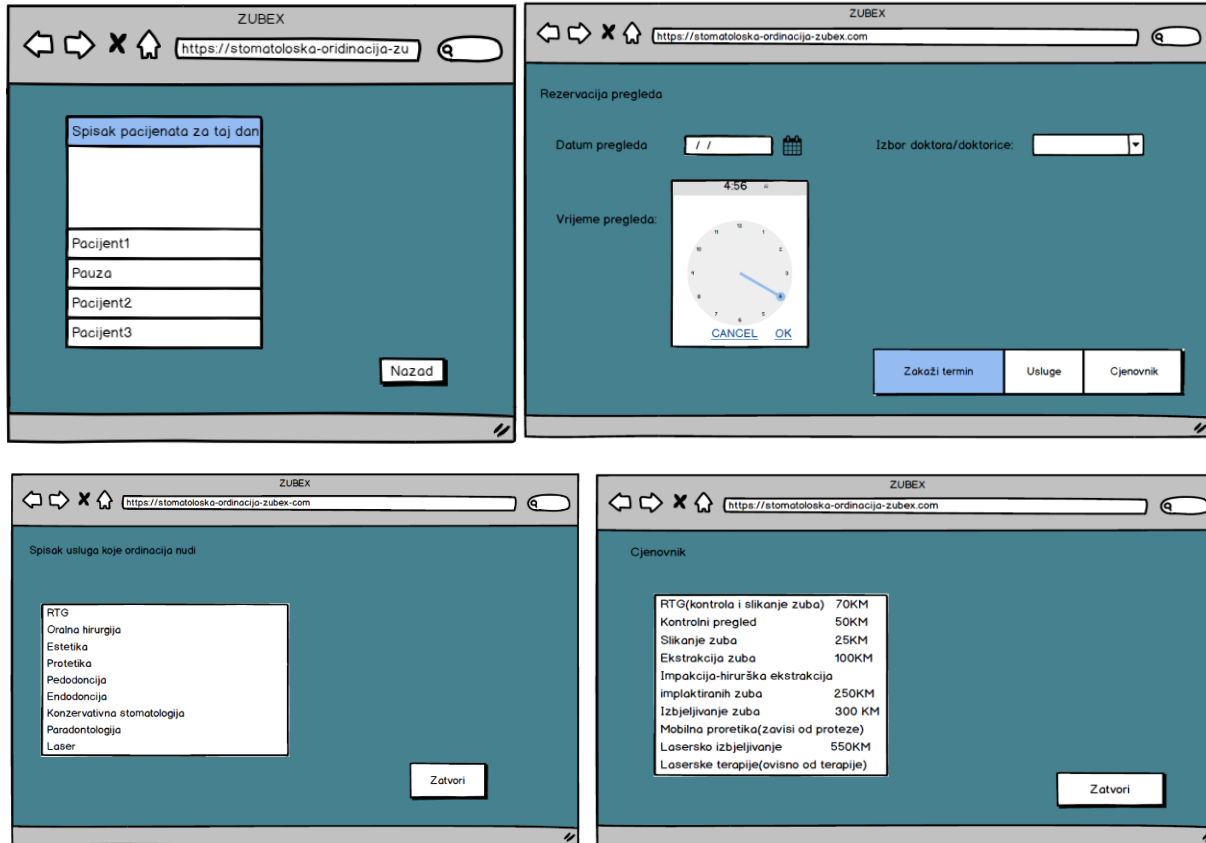 ZUBEX
https://stomatoloska-oridinacija-zu
Spisak pacijenata za taj dan
Pacijent1
Pauza
Pacijent2
Pacijent3
Nazad
ZUBEX
https://stomatoloska-ordinacija-zubex.com
Rezervacija pregleda
Datum pregleda / / Izbor doktora/doktorice:
Vrijeme pregleda:
4:56
12
11 1
10 2
9 3
8 4
7 5
6
CANCEL OK
Zakaži termin Usluge Cjenovnik
ZUBEX
https://stomatoloska-ordinacija-zubex-com
Spisak usluga koje ordinacija nudi
RTG
Oralna hirurgija
Estetika
Protetika
Pedodoncija
Endodoncija
Konzervativna stomatologija
Paradontologija
Laser
Zatvori
ZUBEX
https://stomatoloska-ordinacija-zubex.com
Cjenovnik
RTG(kontrola i slikanje zuba) 70KM
Kontrolni pregled 50KM
Slikanje zuba 25KM
Ekstrakcija zuba 100KM
Impakcija-hirurška ekstrakcija
implaktiranih zuba 250KM
Izbjeljivanje zuba 300 KM
Mobilna proretika(zavisi od proteze)
Lasersko izbjeljivanje 550KM
Laserske terapije(ovisno od terapije)
Zatvori